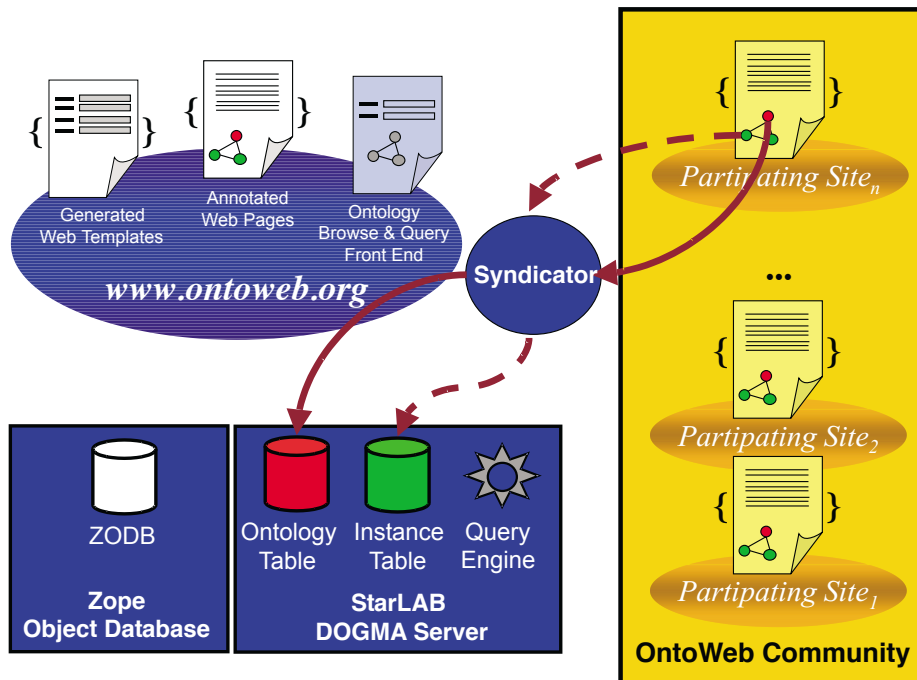 { } { } { }
Generated
Web Templates
Annotated
Web Pages
Ontology
Browse & Query
Front End
www.ontoweb.org
Syndicator
{ }
Partipating Siten
...
{ }
Partipating Site2
{ }
Partipating Site1
OntoWeb Community
ZODB
Zope
Object Database
Ontology
Table
Instance
Table
Query
Engine
StarLAB
DOGMA Server